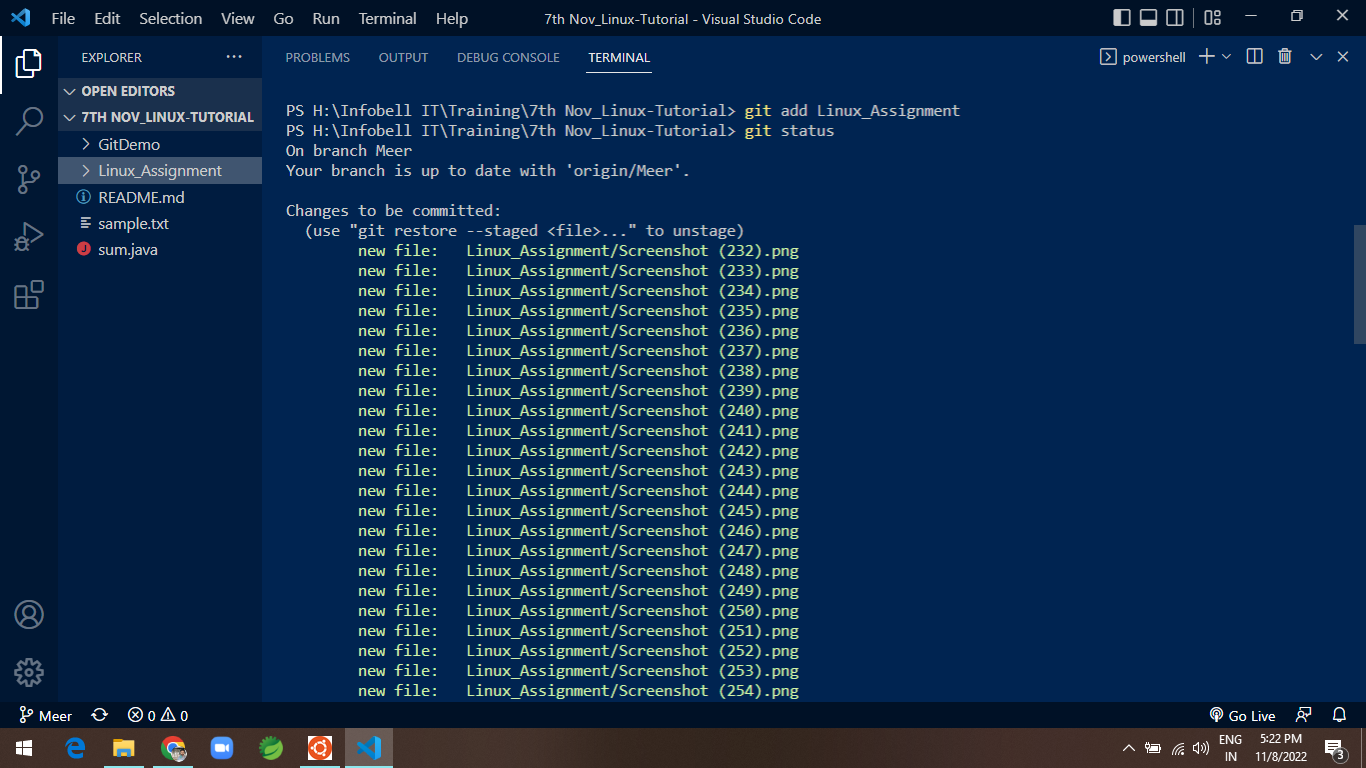 File Edit Selection View Go Run Terminal Help 7th Nov_Linux-Tutorial - Visual Studio Code
EXPLORER ...
OPEN EDITORS
7TH NOV_LINUX-TUTORIAL
GitDemo
Linux_Assignment
README.md
sample.txt
sum.java
PROBLEMS OUTPUT DEBUG CONSOLE TERMINAL powershell
PS H:\Infobell IT\Training\7th Nov_Linux-Tutorial> git add Linux_Assignment
PS H:\Infobell IT\Training\7th Nov_Linux-Tutorial> git status
On branch Meer
Your branch is up to date with 'origin/Meer'.
Changes to be committed:
(use "git restore --staged <file>..." to unstage)
new file: Linux_Assignment/Screenshot (232).png
new file: Linux_Assignment/Screenshot (233).png
new file: Linux_Assignment/Screenshot (234).png
new file: Linux_Assignment/Screenshot (235).png
new file: Linux_Assignment/Screenshot (236).png
new file: Linux_Assignment/Screenshot (237).png
new file: Linux_Assignment/Screenshot (238).png
new file: Linux_Assignment/Screenshot (239).png
new file: Linux_Assignment/Screenshot (240).png
new file: Linux_Assignment/Screenshot (241).png
new file: Linux_Assignment/Screenshot (242).png
new file: Linux_Assignment/Screenshot (243).png
new file: Linux_Assignment/Screenshot (244).png
new file: Linux_Assignment/Screenshot (245).png
new file: Linux_Assignment/Screenshot (246).png
new file: Linux_Assignment/Screenshot (247).png
new file: Linux_Assignment/Screenshot (248).png
new file: Linux_Assignment/Screenshot (249).png
new file: Linux_Assignment/Screenshot (250).png
new file: Linux_Assignment/Screenshot (251).png
new file: Linux_Assignment/Screenshot (252).png
new file: Linux_Assignment/Screenshot (253).png
new file: Linux_Assignment/Screenshot (254).png
Meer 0 0 Go Live
ENG 5:22 PM
IN 11/8/2022 3